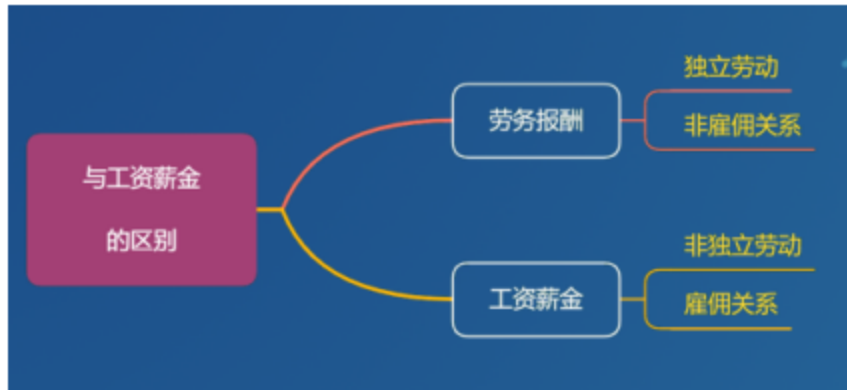 与工资薪金
的区别
劳务报酬
独立劳动
非雇佣关系
工资薪金
非独立劳动
雇佣关系